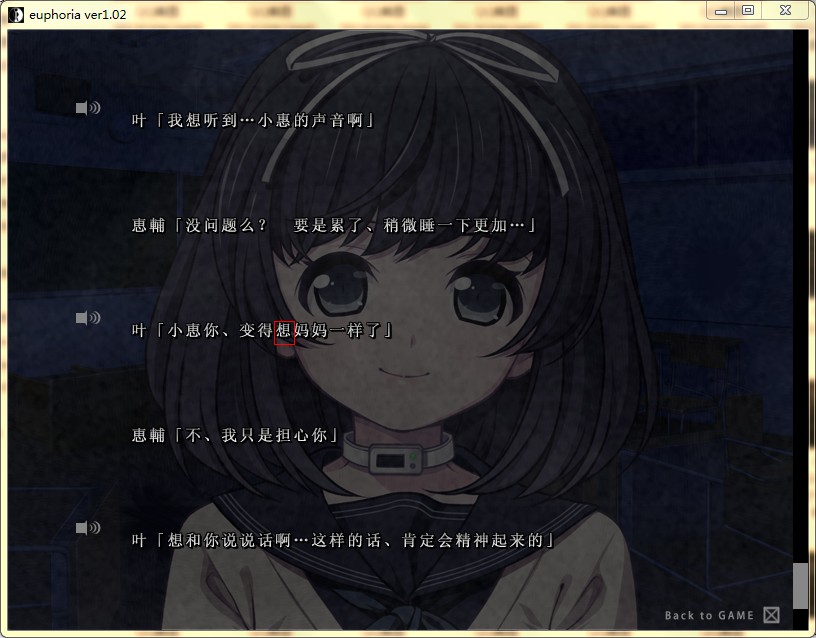 euphoria ver1.02
叶「我想听到…小惠的声音啊」
恵輔「没问题么？　要是累了、稍微睡一下更加…」
叶「小惠你、变得想妈妈一样了」
恵輔「不、我只是担心你」
叶「想和你说说话啊…这样的话、肯定会精神起来的」
Back to GAME